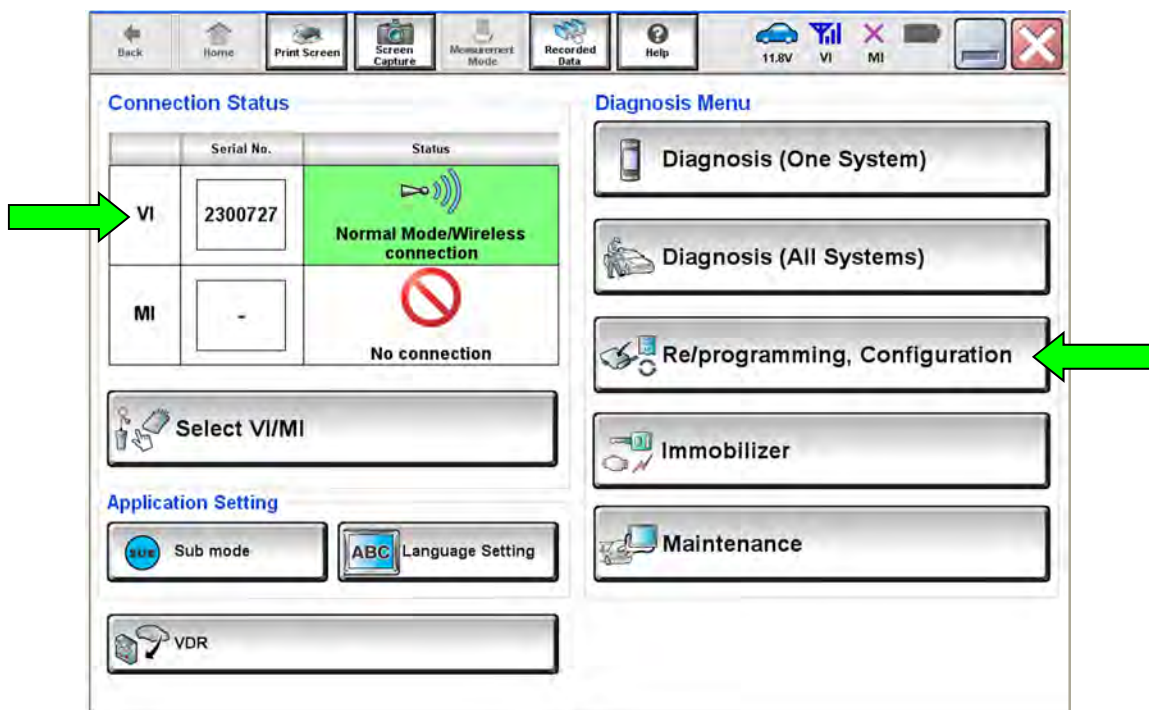 Back
Home
Print Screen
Screen
Capture
Measurement
Mode
Recorded
Data
?
Help
11.8V
VI
MI
Connection Status
Serial No.
Status
VI
2300727
Normal Mode/Wireless
connection
MI
-
No connection
Select VI/MI
Application Setting
SUB
Sub mode
ABC
Language Setting
VDR
Diagnosis Menu
Diagnosis (One System)
Diagnosis (All Systems)
Re/programming, Configuration
Immobilizer
Maintenance